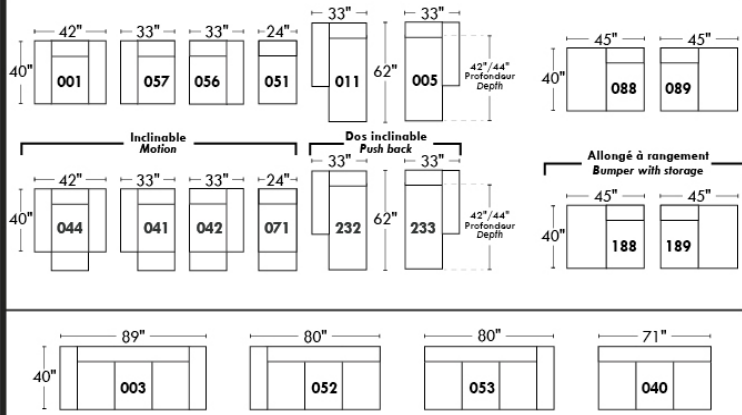 42" 33" 33" 24" 33" 33" 45" 45"
40" 001 057 056 051 011 62" 005 42"/44" 40" 088 089
Profondeur
Depth
Inclinable
Motion
Dos inclinable
Push back
Allongé à rangement
Bumper with storage
42" 33" 33" 24" 33" 33" 45" 45"
40" 044 041 042 071 232 62" 233 42"/44" 40" 188 189
Profondeur
Depth
89" 80" 80" 71"
40" 003 052 053 040